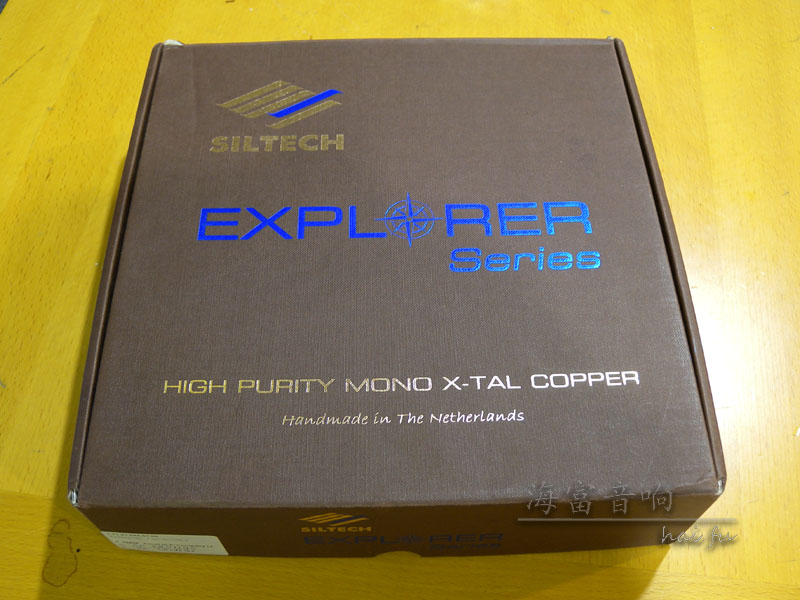 SILTECH
EXPLORER
Series
HIGH PURITY MONO X-TAL COPPER
Handmade in The Netherlands
海富音响
hai fu
SILTECH
EXPLORER
Series